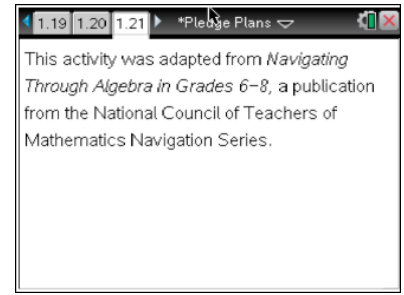 1.19 1.20 1.21 *Pledge Plans
This activity was adapted from Navigating
Through Algebra in Grades 6–8, a publication
from the National Council of Teachers of
Mathematics Navigation Series.